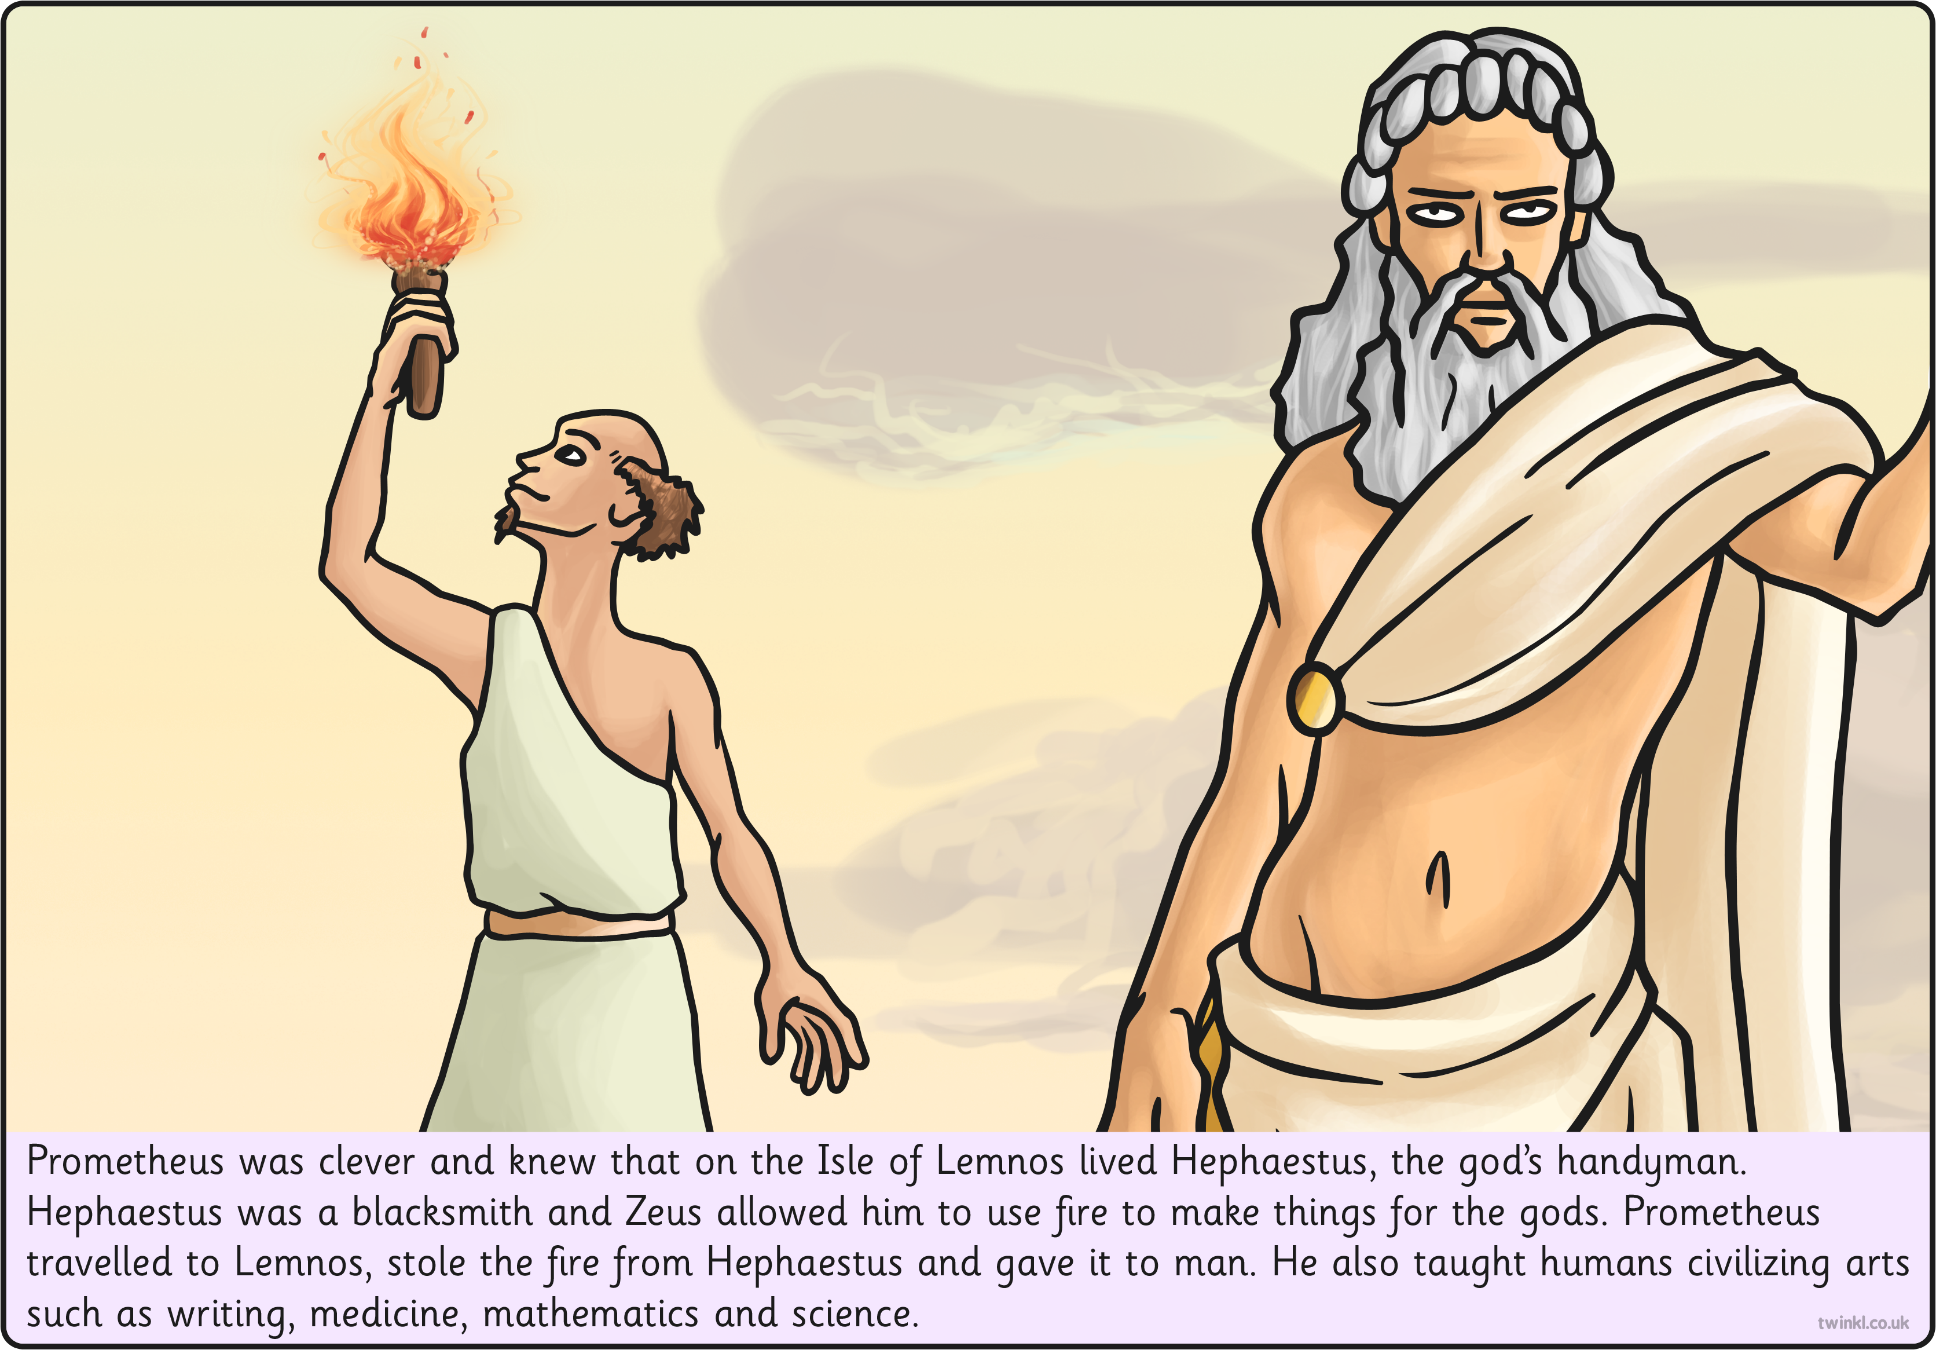 Prometheus was clever and knew that on the Isle of Lemnos lived Hephaestus, the god’s handyman.
Hephaestus was a blacksmith and Zeus allowed him to use fire to make things for the gods. Prometheus
travelled to Lemnos, stole the fire from Hephaestus and gave it to man. He also taught humans civilizing arts
such as writing, medicine, mathematics and science.
twinkl.co.uk